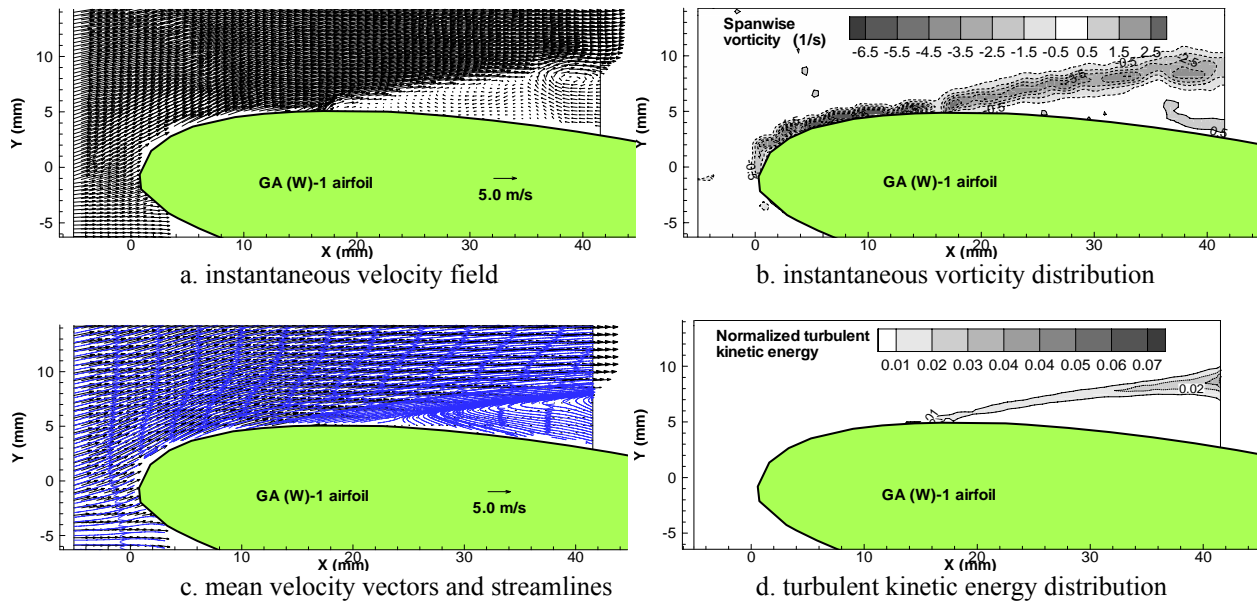 10
5
0
-5
Y (mm)
GA (W)-1 airfoil
5.0 m/s
0
10
20
30
40
X (mm)
a. instantaneous velocity field
Spanwise
vorticity (1/s)
-6.5 -5.5 -4.5 -3.5 -2.5 -1.5 -0.5 0.5 1.5 2.5
10
5
0
-5
Y (mm)
GA (W)-1 airfoil
0
10
20
30
40
X (mm)
b. instantaneous vorticity distribution
10
5
0
-5
Y (mm)
GA (W)-1 airfoil
5.0 m/s
0
10
20
30
40
X (mm)
c. mean velocity vectors and streamlines
Normalized turbulent
kinetic energy
0.01 0.02 0.03 0.04 0.04 0.05 0.06 0.07
0.02
10
5
0
-5
Y (mm)
GA (W)-1 airfoil
0
10
20
30
40
X (mm)
d. turbulent kinetic energy distribution